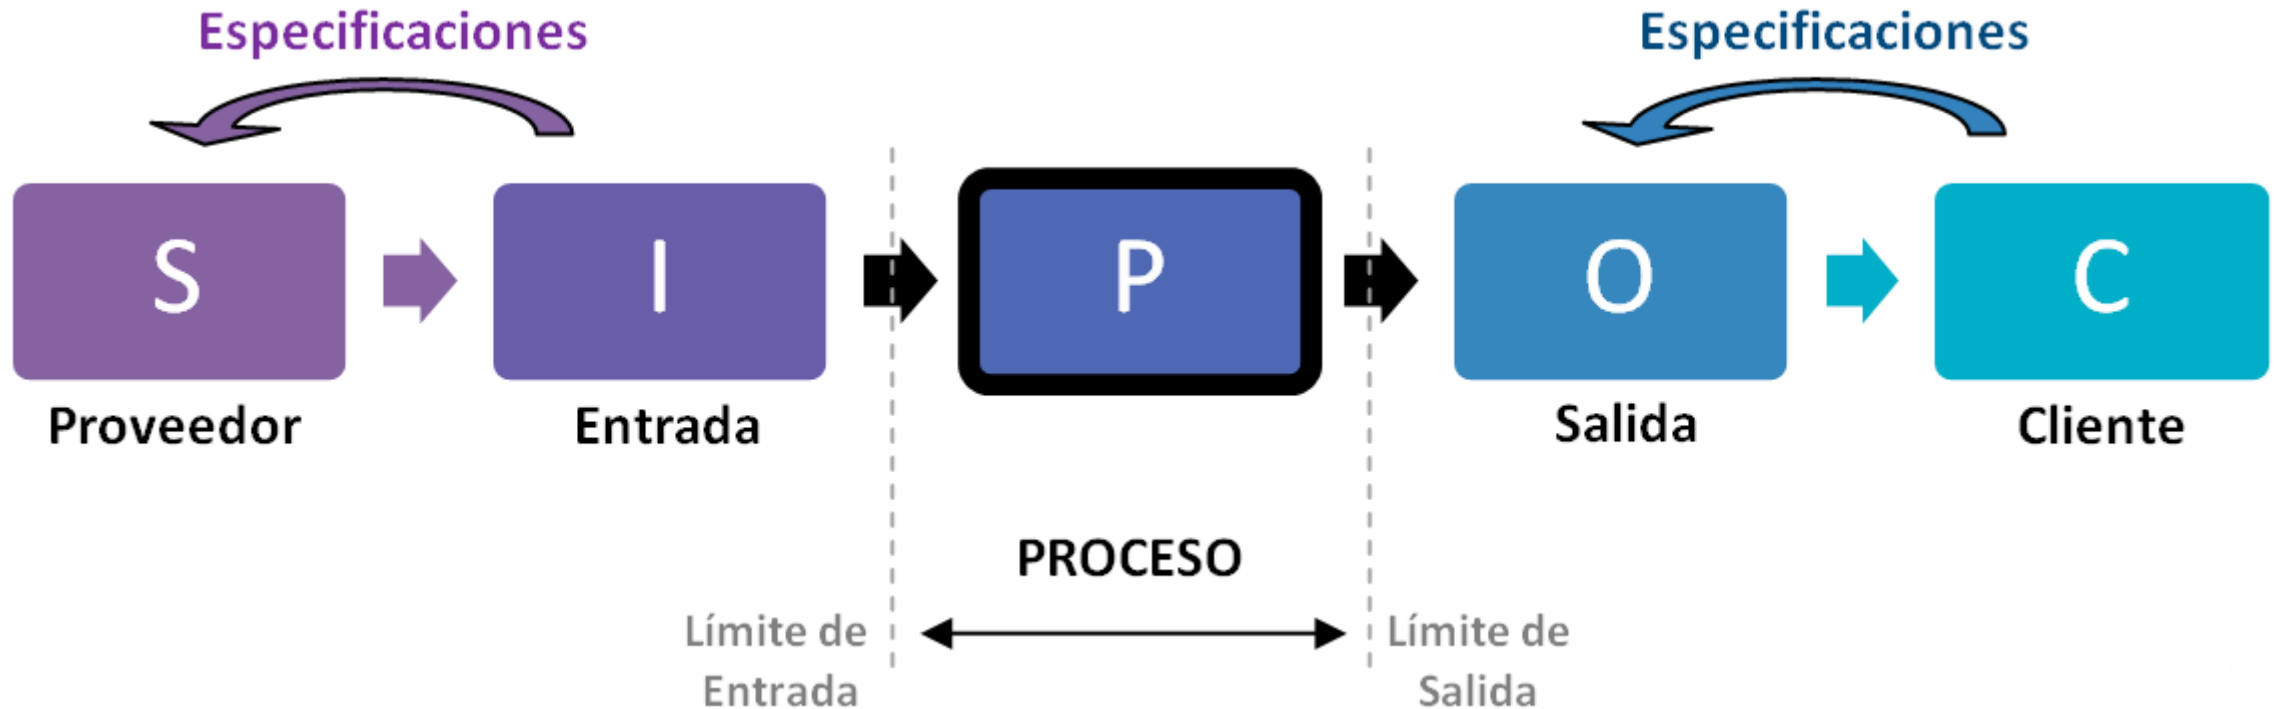 Especificaciones
Especificaciones
S
I
P
O
C
Proveedor
Entrada
Salida
Cliente
PROCESO
Límite de
Entrada
Límite de
Salida